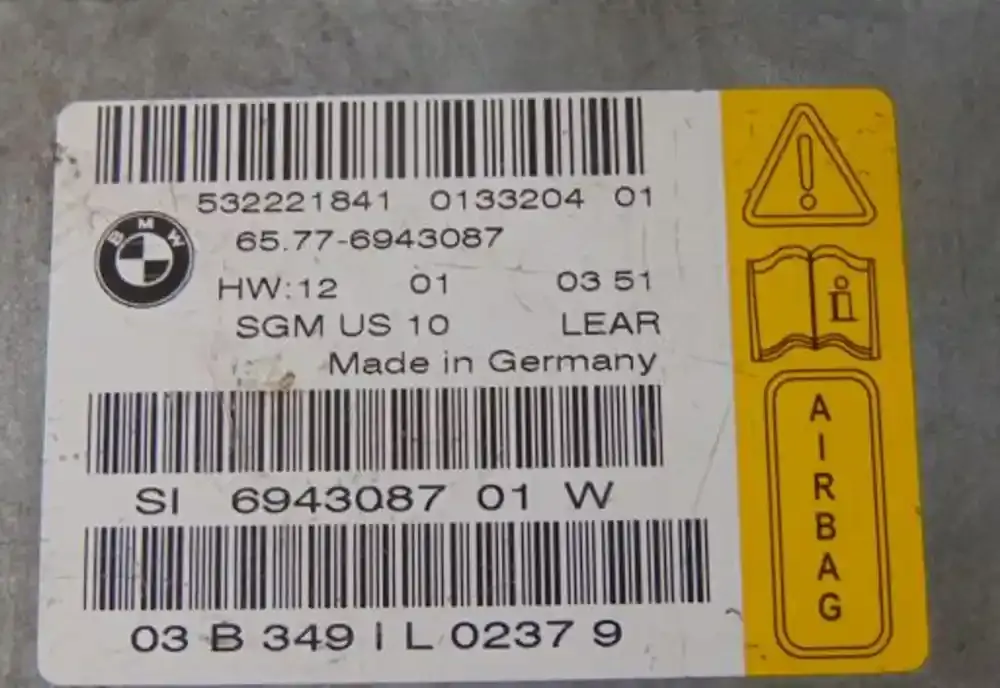 532221841 0133204 01
BMW
65.77-6943087
HW:12 01 03 51
SGM US 10 LEAR
Made in Germany
SI 6943087 01 W
03 B 349 I L 0237 9
!
i
AIRBAG